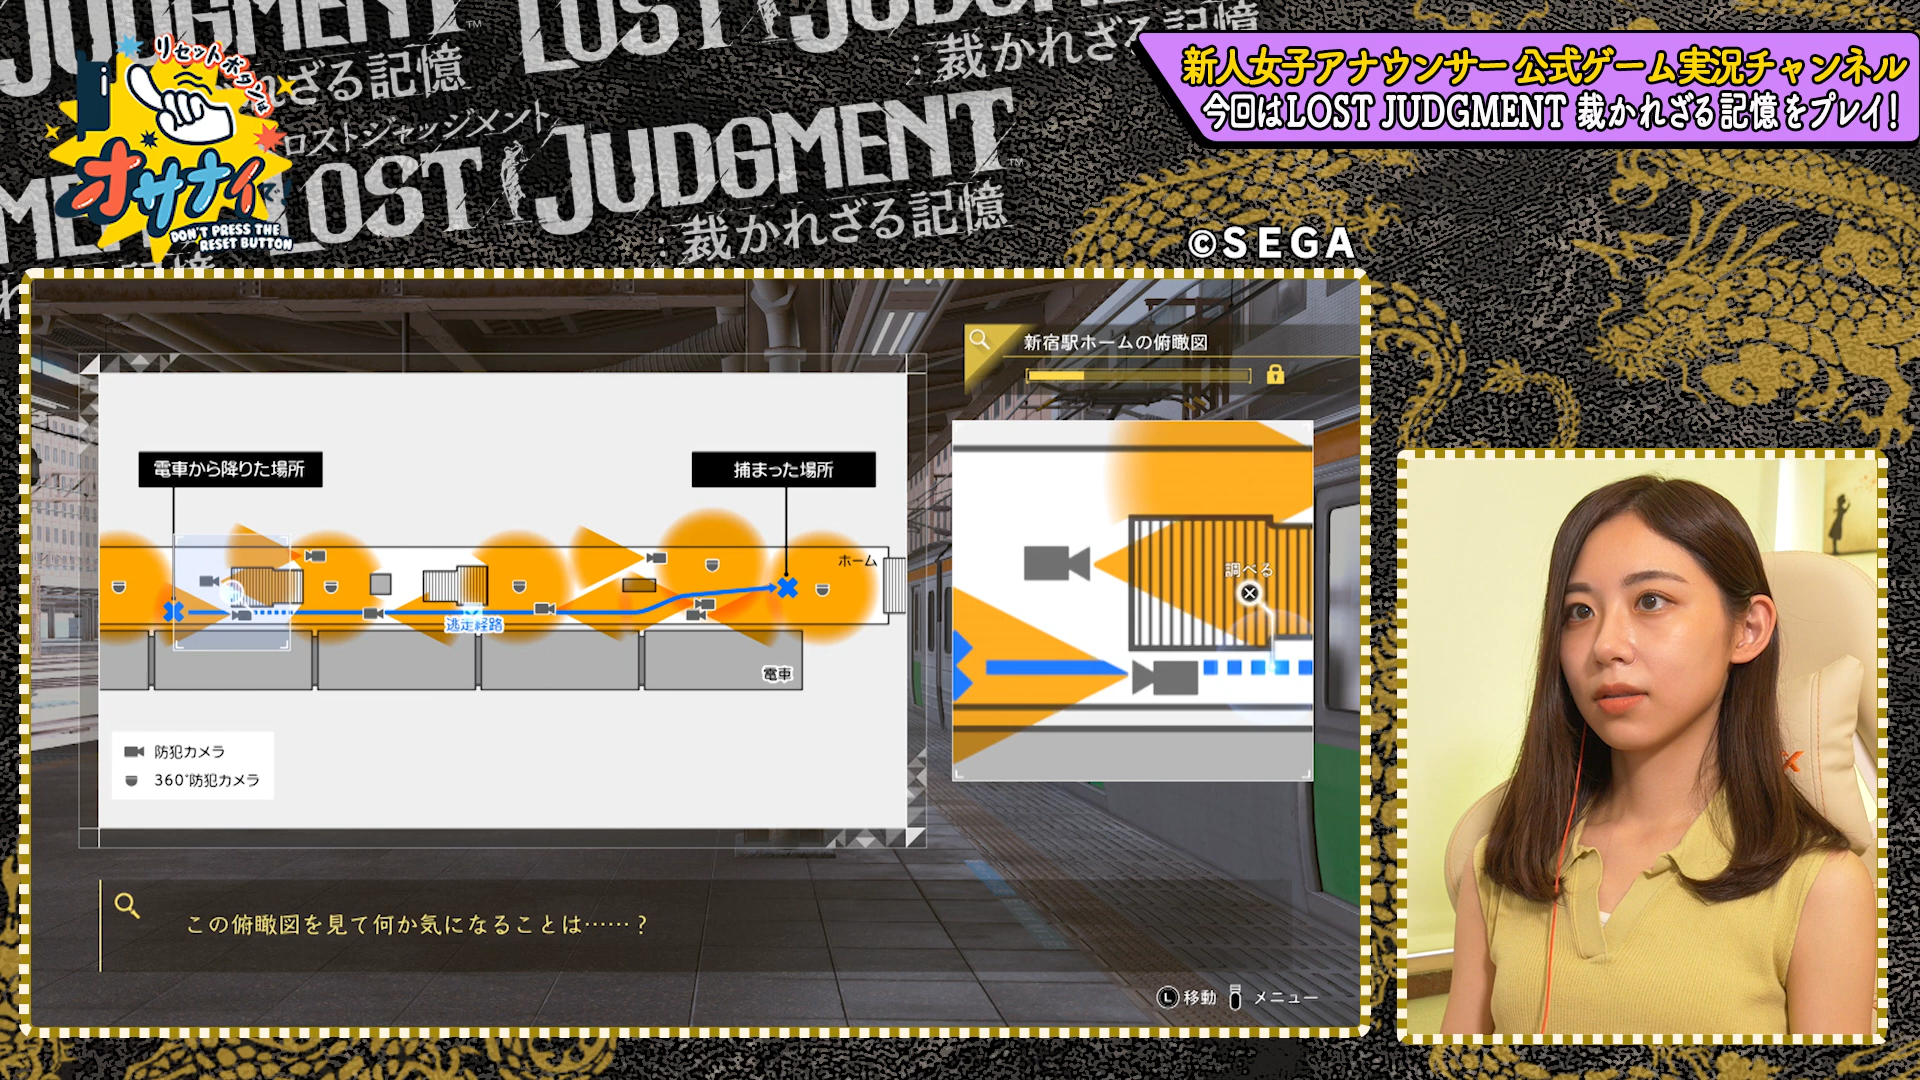 JUDGMENT™
LOST JUDGMENT
:裁かれざる記憶
ロストジャッジメント
LOST JUDGMENT™
:裁かれざる記憶
リセットボタンは
オサナイ
DON'T PRESS THE
RESET BUTTON
新人女子アナウンサー 公式ゲーム実況チャンネル
今回はLOST JUDGMENT 裁かれざる記憶をプレイ!
©SEGA
新宿駅ホームの俯瞰図
電車から降りた場所
捕まった場所
ホーム
逃走経路
電車
防犯カメラ
360°防犯カメラ
調べる
この俯瞰図を見て何か気になることは……?
L 移動 メニュー